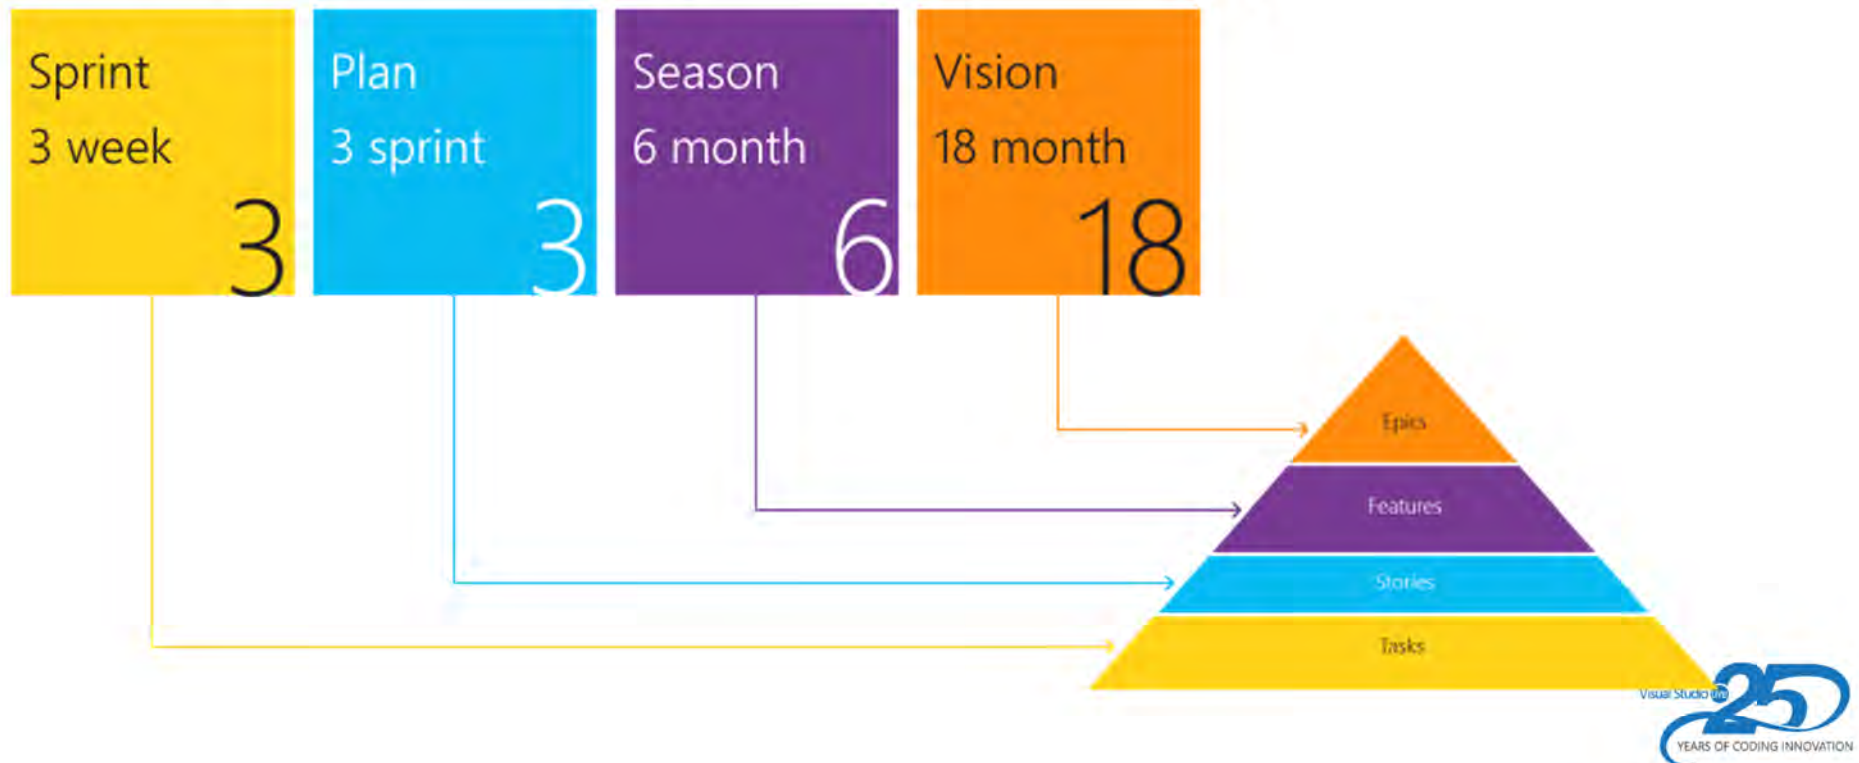 Sprint
3 week
3
Plan
3 sprint
3
Season
6 month
6
Vision
18 month
18
Epics
Features
Stories
Tasks
Visual Studio live
25
YEARS OF CODING INNOVATION